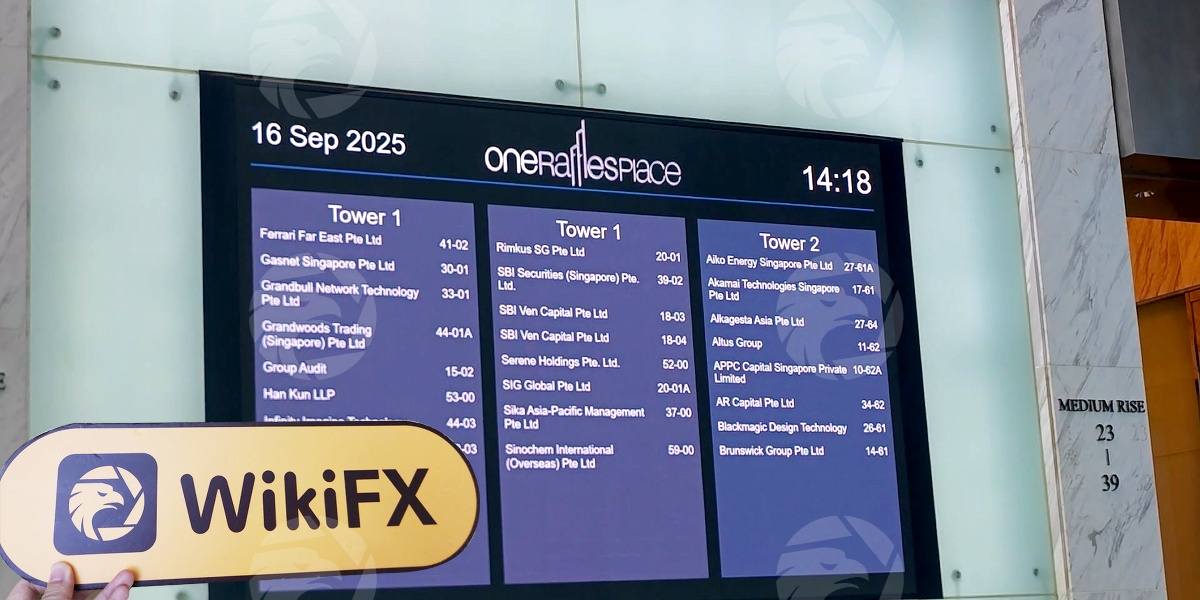 16 Sep 2025
oneRafflesPlace
14:18
Tower 1
Ferrari Far East Pte Ltd 41-02
Gasnet Singapore Pte Ltd 30-01
Grandbull Network Technology
Pte Ltd 33-01
Grandwoods Trading
(Singapore) Pte Ltd 44-01A
Group Audit 15-02
Han Kun LLP 53-00
Infinity Imaging Technology 44-03
-03
Tower 1
Rimkus SG Pte Ltd 20-01
SBI Securities (Singapore) Pte.
Ltd. 39-02
SBI Ven Capital Pte Ltd 18-03
SBI Ven Capital Pte Ltd 18-04
Serene Holdings Pte. Ltd. 52-00
SIG Global Pte Ltd 20-01A
Sika Asia-Pacific Management
Pte Ltd 37-00
Sinochem International
(Overseas) Pte Ltd 59-00
Tower 2
Aiko Energy Singapore Pte Ltd 27-61A
Akamai Technologies Singapore
Pte Ltd 17-61
Alkagesta Asia Pte Ltd 27-64
Altus Group 11-62
APPC Capital Singapore Private
Limited 10-62A
AR Capital Pte Ltd 34-62
Blackmagic Design Technology 26-61
Brunswick Group Pte Ltd 14-61
MEDIUM RISE
23
39
WikiFX